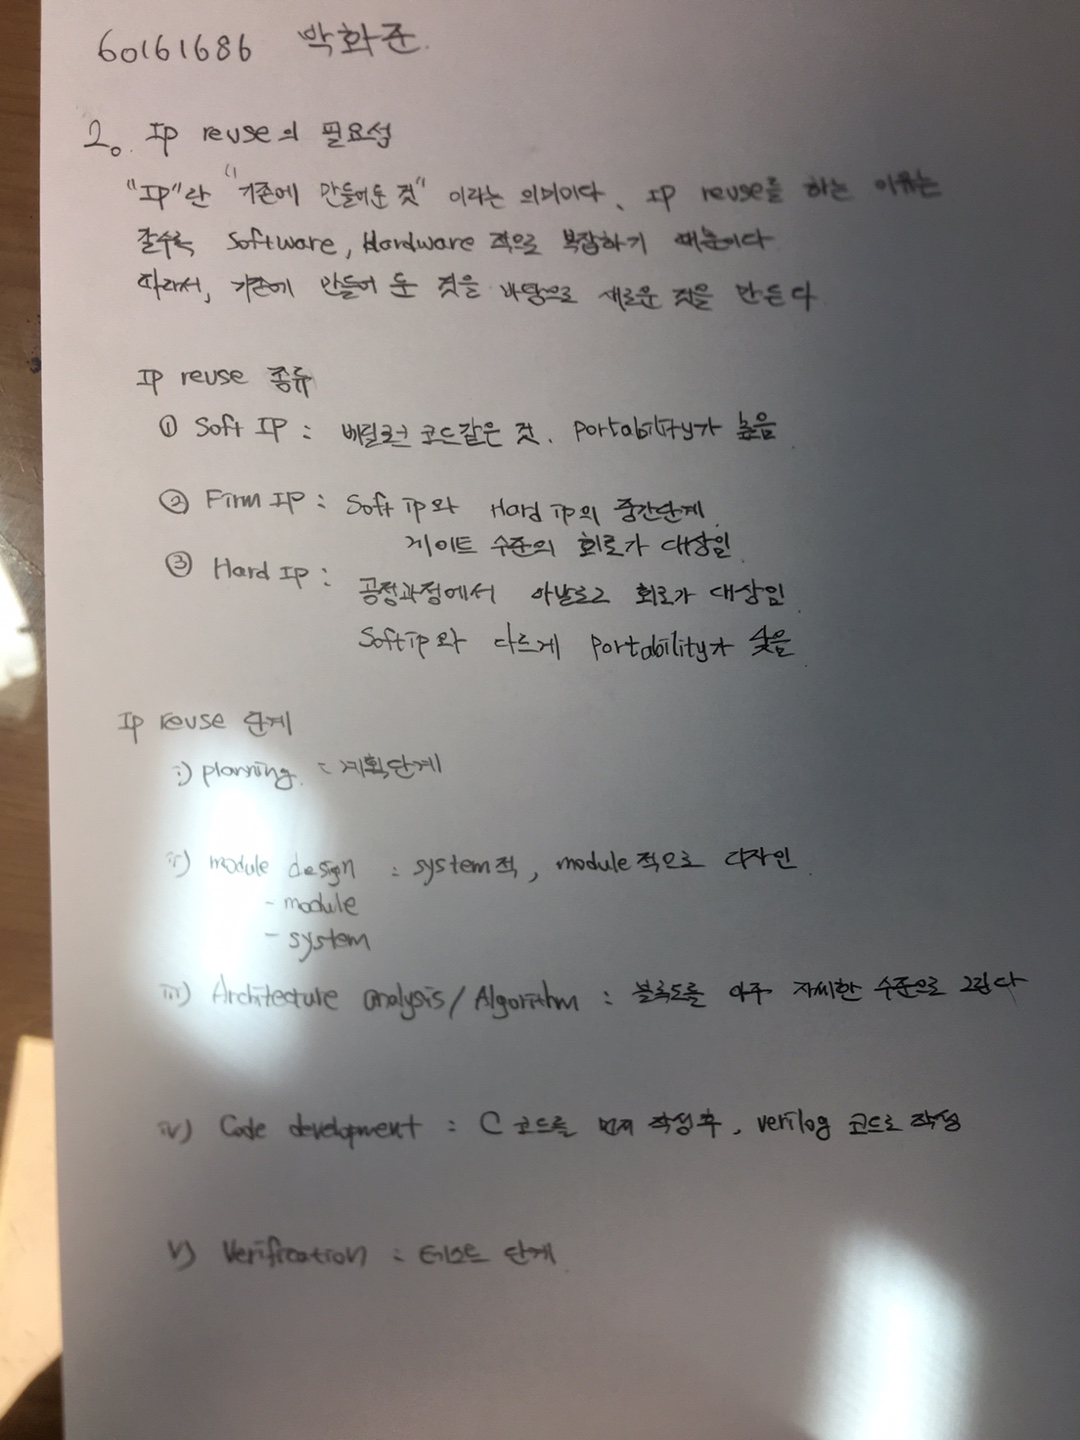 60161686 박화준.
2. Ip reuse의 필요성
"IP"란 "기존에 만들어둔 것" 이라는 의미이다. IP reuse를 하는 이유는
갈수록 Software, Hardware 적으로 복잡하기 때문이다.
따라서, 기존에 만들어 둔 것을 바탕으로 새로운 것을 만든다
IP reuse 종류
① Soft IP : 베릴로그 코드같은 것. Portability가 높음
② Firm IP : Soft ip와 Hard ip의 중간단계.
게이트 수준의 회로가 대상임.
③ Hard Ip : 공정과정에서 아날로그 회로가 대상임.
Soft ip와 다르게 Portability가 낮음.
Ip reuse 단계
i) planning. : 계획단계
ii) module design : system적, module적으로 디자인.
- module
- system
iii) Architecture analysis/Algorithm : 블록도를 아주 자세한 수준으로 그린다
iv) Code development : C 코드를 먼저 작성후, verilog 코드로 작성
v) Verification : 테스트 단계.